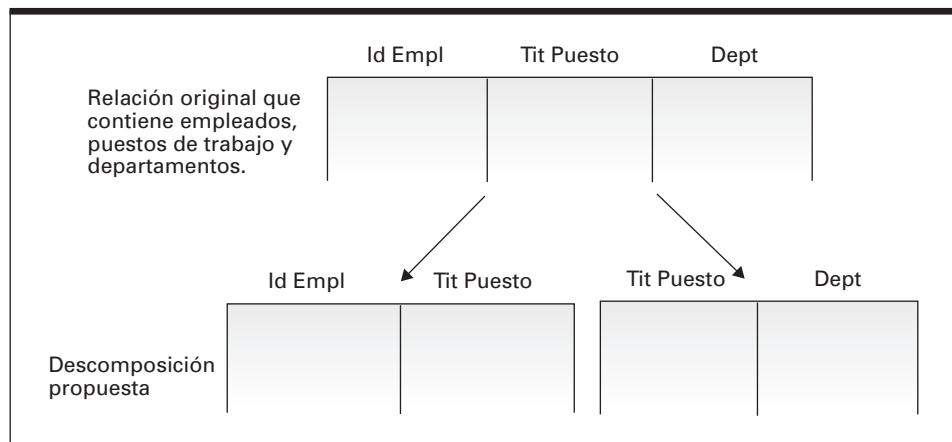 Id Empl Tit Puesto Dept
Relación original que
contiene empleados,
puestos de trabajo y
departamentos.
Id Empl Tit Puesto Tit Puesto Dept
Descomposición
propuesta